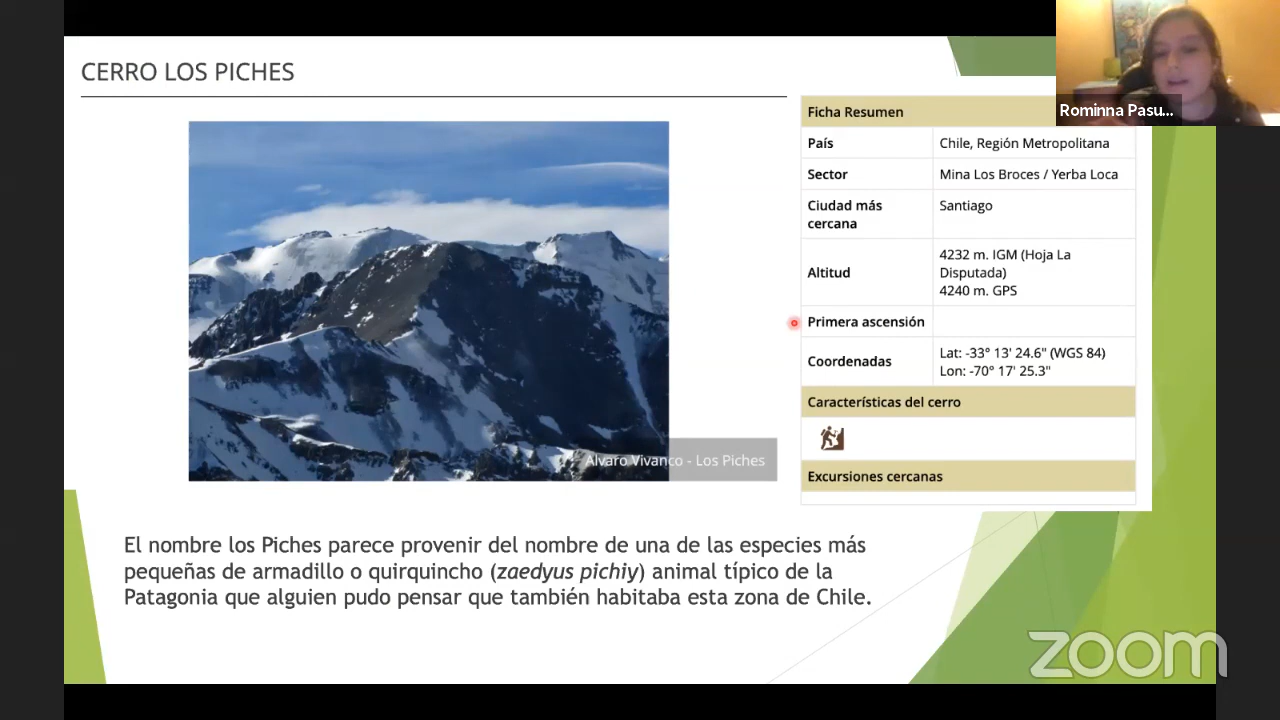 CERRO LOS PICHES
Rominna Pasu...
Ficha Resumen
País Chile, Región Metropolitana
Sector Mina Los Broces / Yerba Loca
Ciudad más Santiago
cercana
4232 m. IGM (Hoja La
Altitud Disputada)
4240 m. GPS
Primera ascensión
Lat: -33° 13' 24.6" (WGS 84)
Coordenadas
Lon: -70° 17' 25.3"
Características del cerro
Excursiones cercanas
Alvaro Vivanco - Los Piches
El nombre los Piches parece provenir del nombre de una de las especies más
pequeñas de armadillo o quirquincho (zaedyus pichiy) animal típico de la
Patagonia que alguien pudo pensar que también habitaba esta zona de Chile.
zoom